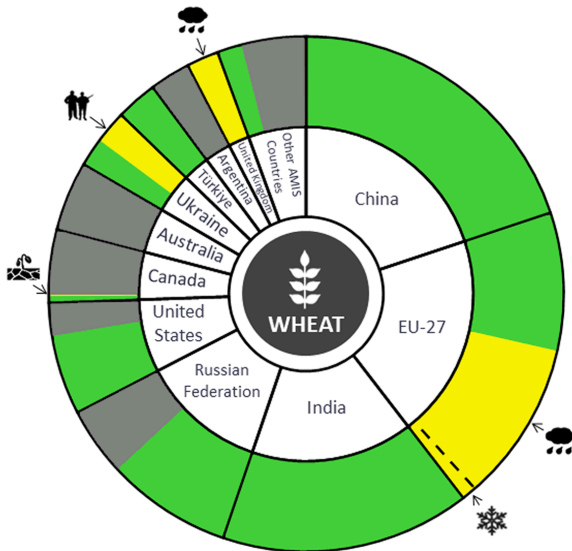 WHEAT
China
EU-27
India
Russian
Federation
United
States
Canada
Australia
Ukraine
Türkiye
Argentina
United Kingdom
Other AMIS
Countries